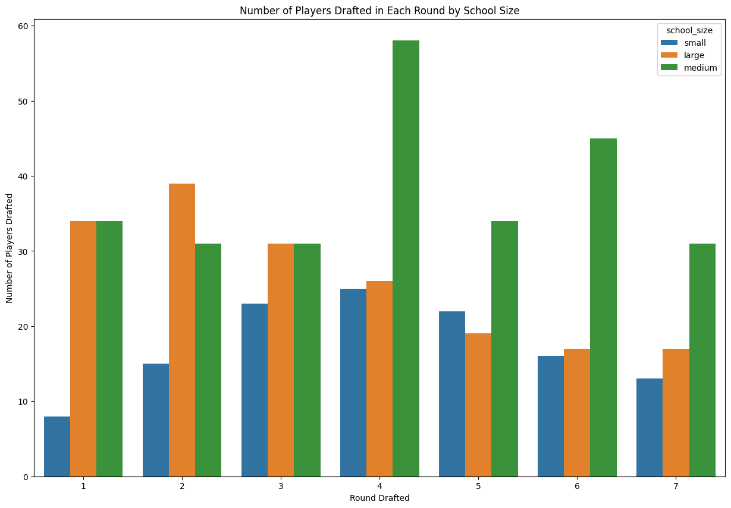 Number of Players Drafted in Each Round by School Size
school_size
small
large
medium
Number of Players Drafted
60
50
40
30
20
10
0
1 2 3 4 5 6 7
Round Drafted